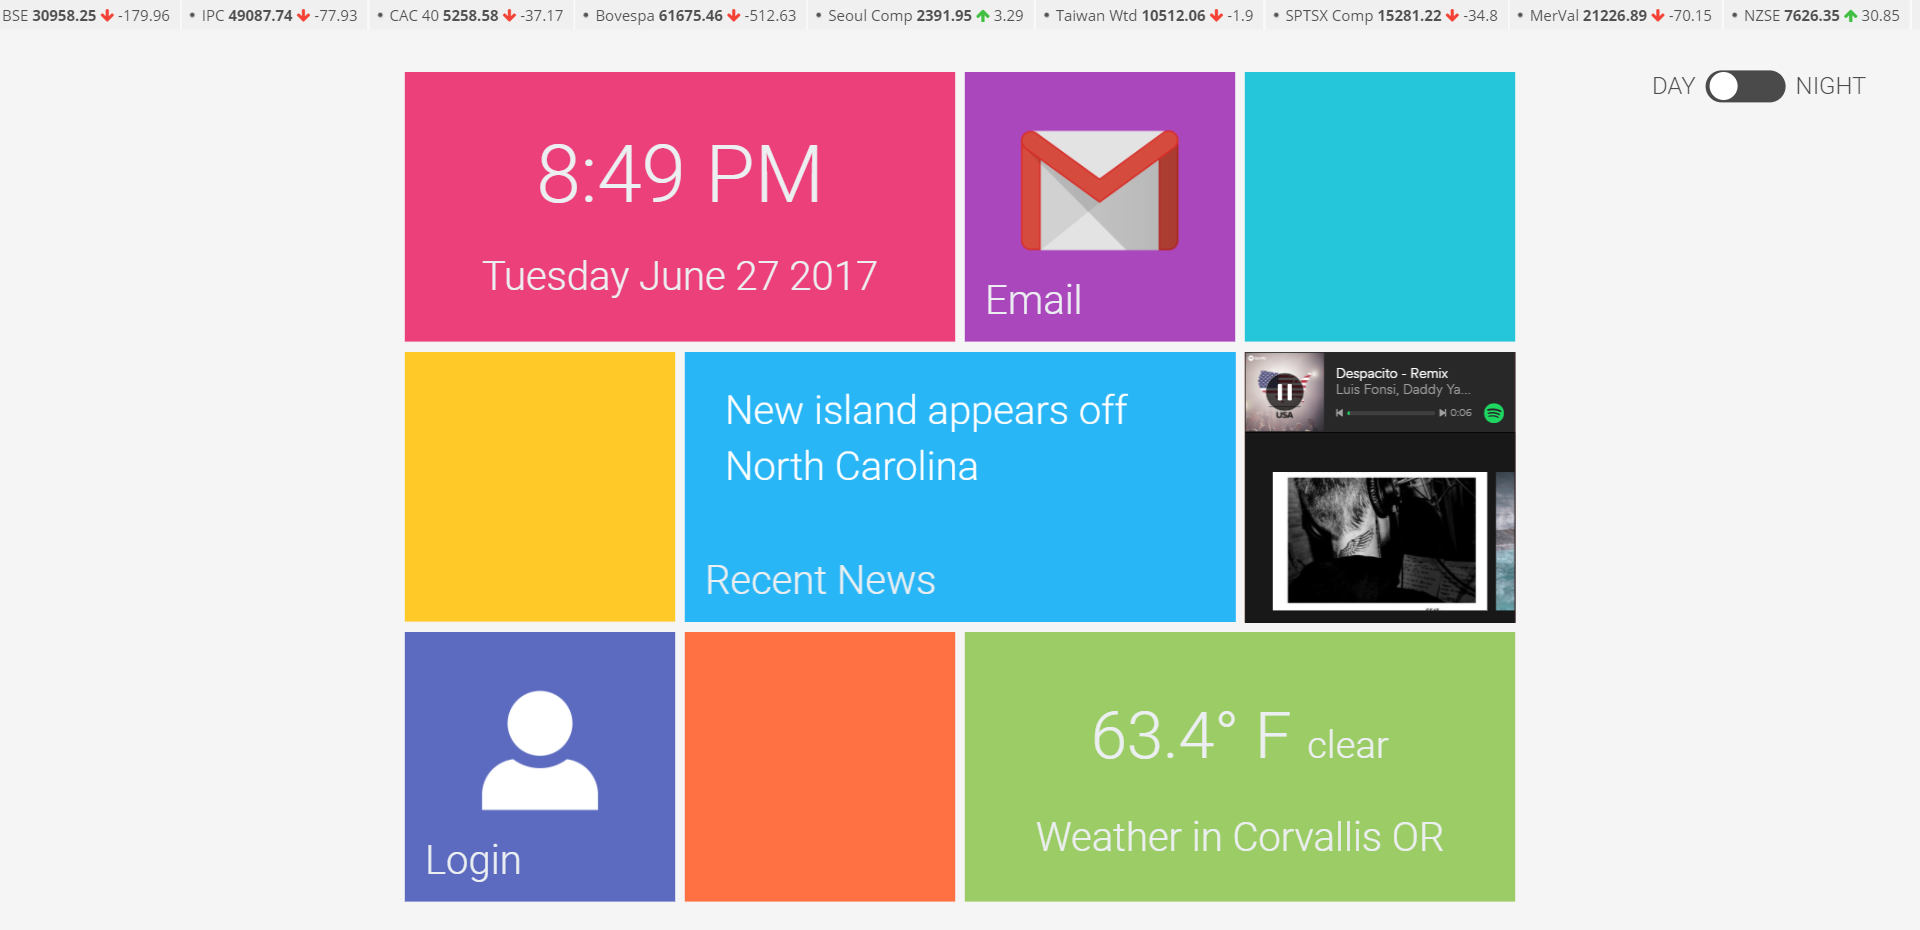 BSE 30958.25 -179.96 • IPC 49087.74 -77.93 • CAC 40 5258.58 -37.17 • Bovespa 61675.46 -512.63 • Seoul Comp 2391.95 3.29 • Taiwan Wtd 10512.06 -1.9 • SPTSX Comp 15281.22 -34.8 • MerVal 21226.89 -70.15 • NZSE 7626.35 30.85
DAY NIGHT
8:49 PM
Tuesday June 27 2017
Email
New island appears off
North Carolina
Recent News
Despacito - Remix
Luis Fonsi, Daddy Ya...
0:06
USA
Login
63.4° F clear
Weather in Corvallis OR